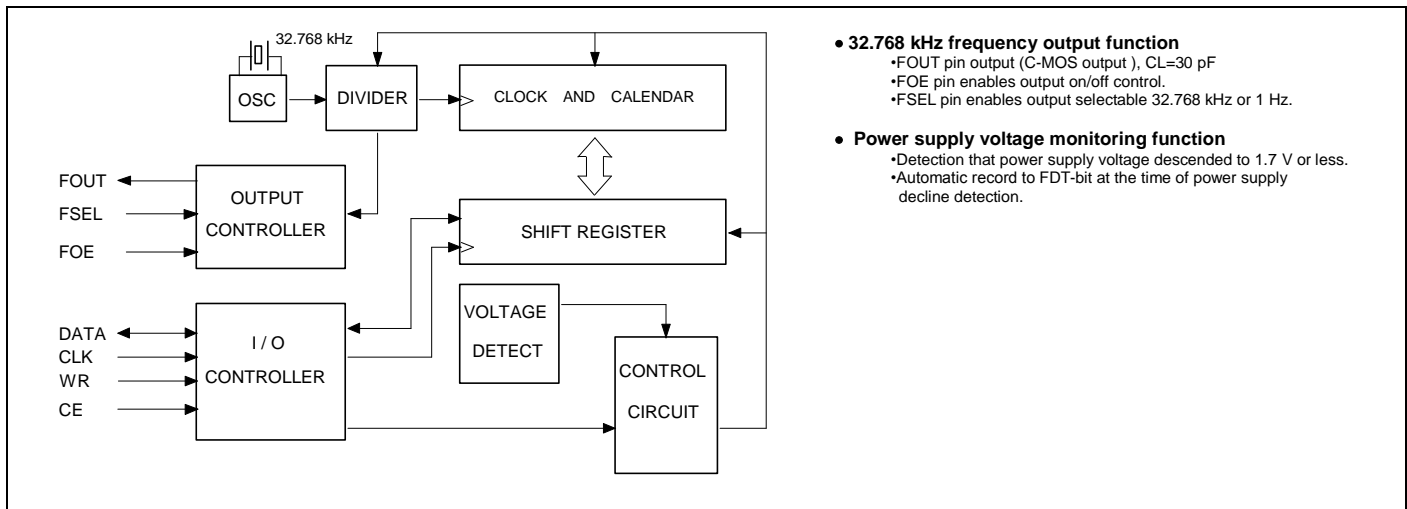 32.768 kHz
OSC
DIVIDER
CLOCK AND CALENDAR
FOUT
FSEL
FOE
OUTPUT
CONTROLLER
SHIFT REGISTER
VOLTAGE
DETECT
DATA
CLK
WR
CE
I / O
CONTROLLER
CONTROL
CIRCUIT
● 32.768 kHz frequency output function
•FOUT pin output (C-MOS output ), CL=30 pF
•FOE pin enables output on/off control.
•FSEL pin enables output selectable 32.768 kHz or 1 Hz.
● Power supply voltage monitoring function
•Detection that power supply voltage descended to 1.7 V or less.
•Automatic record to FDT-bit at the time of power supply
decline detection.